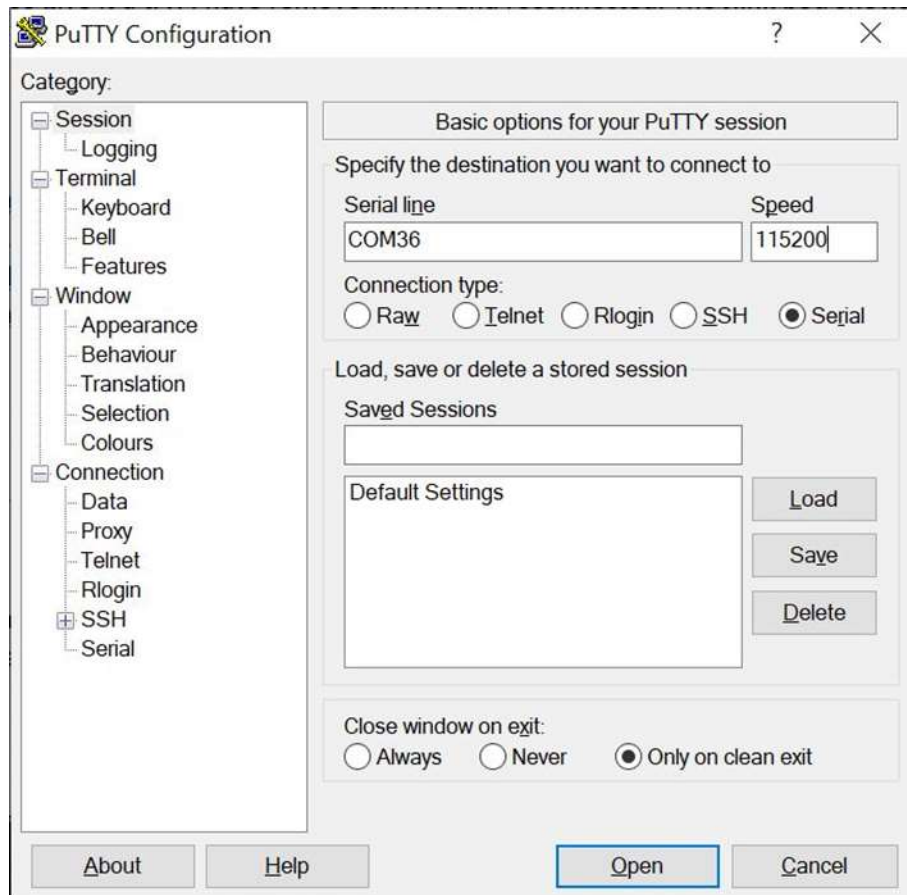 PuTTY Configuration
?
Category:
Session
Logging
Terminal
Keyboard
Bell
Features
Window
Appearance
Behaviour
Translation
Selection
Colours
Connection
Data
Proxy
Telnet
Rlogin
SSH
Serial
Basic options for your PuTTY session
Specify the destination you want to connect to
Serial line Speed
COM36 115200
Connection type:
Raw Telnet Rlogin SSH Serial
Load, save or delete a stored session
Saved Sessions
Default Settings
Load
Save
Delete
Close window on exit:
Always Never Only on clean exit
About Help Open Cancel